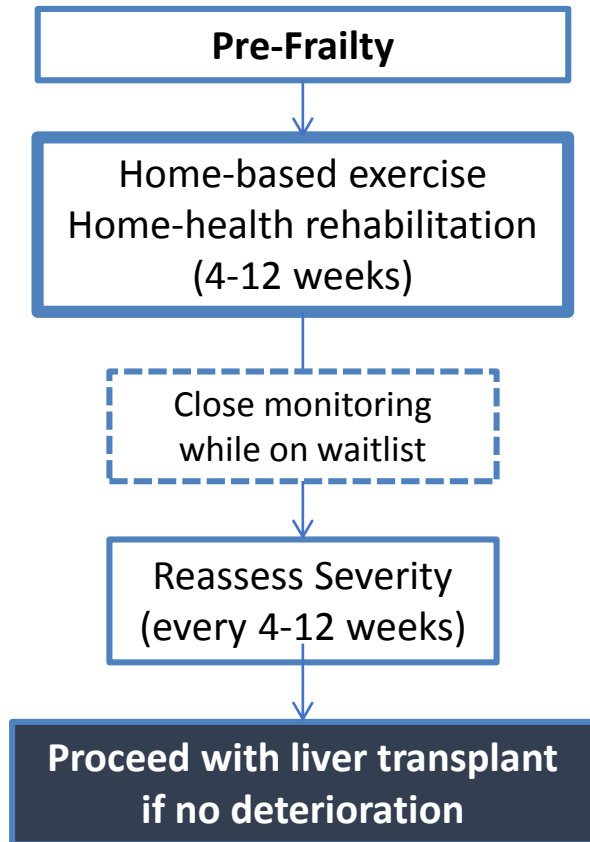 Pre-Frailty
Home-based exercise
Home-health rehabilitation
(4-12 weeks)
Close monitoring
while on waitlist
Reassess Severity
(every 4-12 weeks)
Proceed with liver transplant
if no deterioration